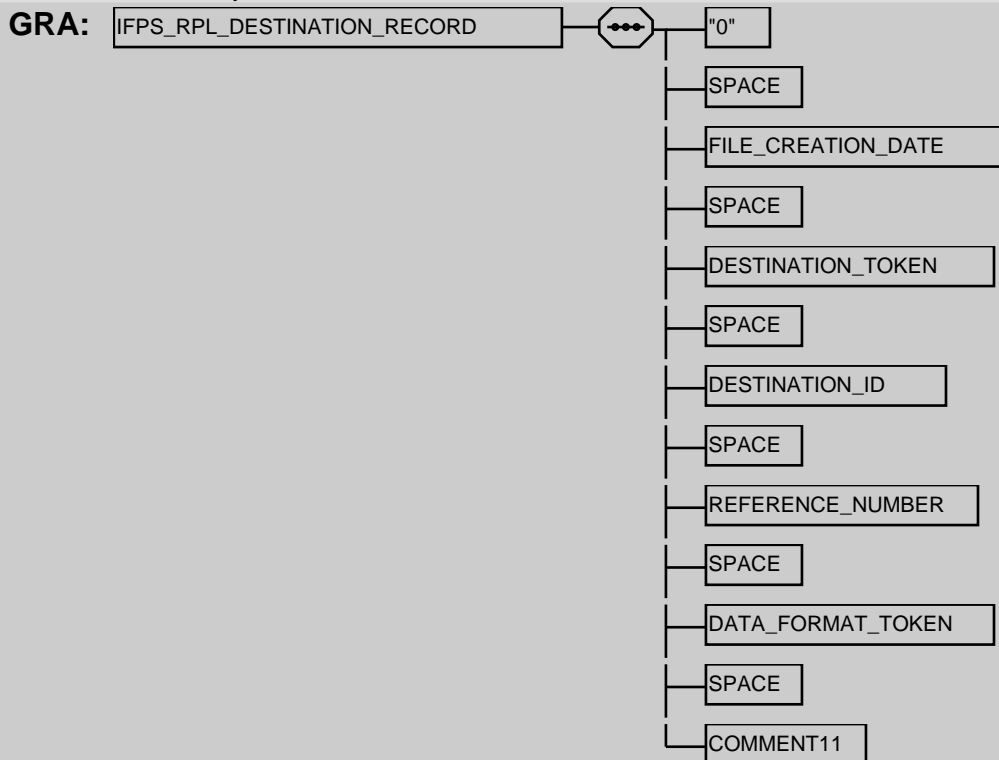 GRA: IFPS_RPL_DESTINATION_RECORD "0"
SPACE
FILE_CREATION_DATE
SPACE
DESTINATION_TOKEN
SPACE
DESTINATION_ID
SPACE
REFERENCE_NUMBER
SPACE
DATA_FORMAT_TOKEN
SPACE
COMMENT11